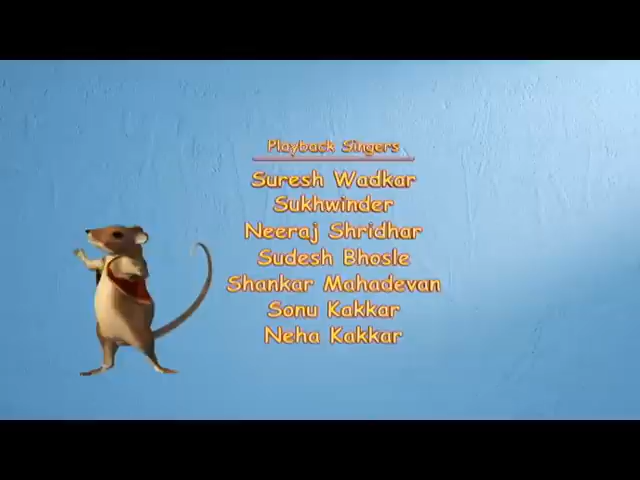 Playback Singers
Suresh Wadkar
Sukhwinder
Neeraj Shridhar
Sudesh Bhosle
Shankar Mahadevan
Sonu Kakkar
Neha Kakkar